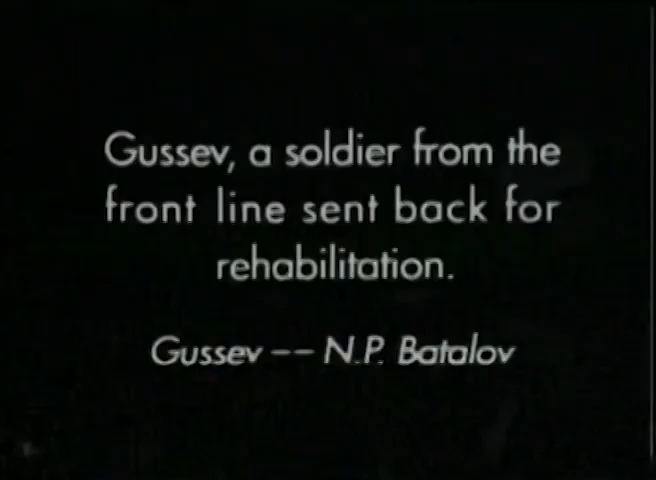 Gussev, a soldier from the
front line sent back for
rehabilitation.
Gussev -- N.P. Batalov